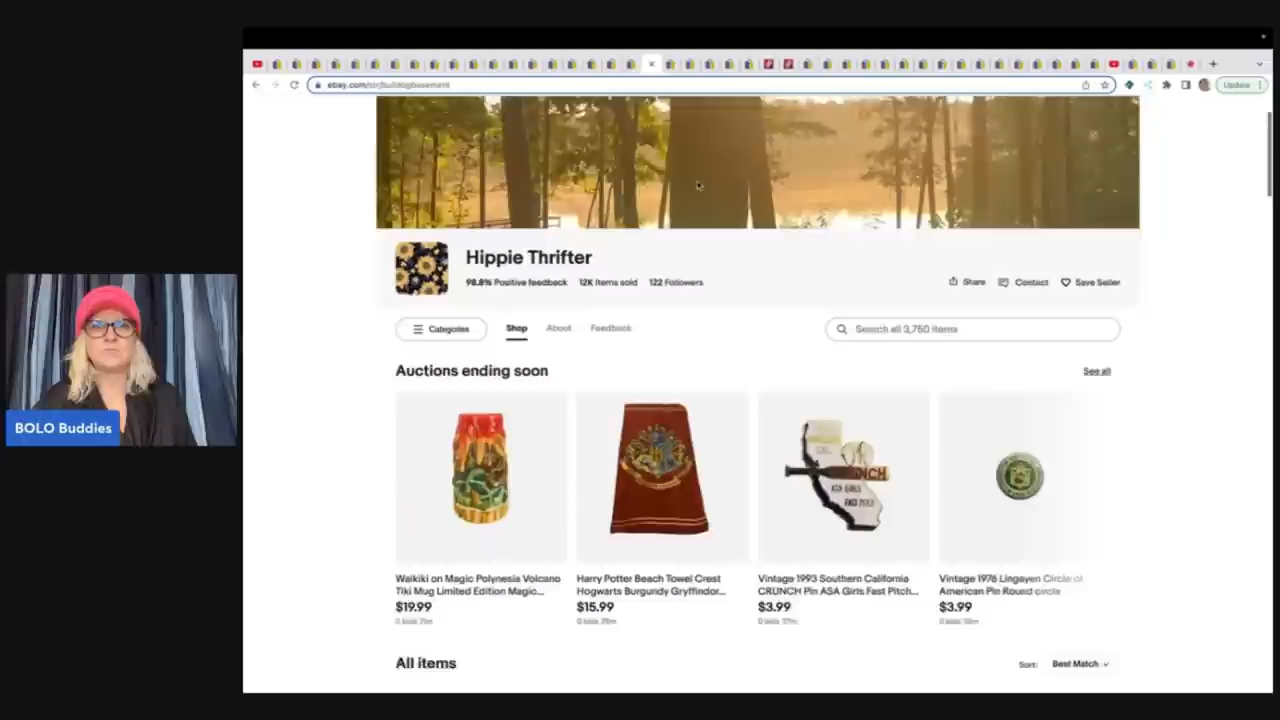 ebay.com/str/bulldogbasement
Update
Hippie Thrifter
98.8% Positive feedback 12K Items sold 122 Followers
Share Contact Save Seller
Categories Shop About Feedback Search all 3,750 items
BOLO Buddies
Auctions ending soon See all
Waikiki on Magic Polynesia Volcano
Tiki Mug Limited Edition Magic...
$19.99
Harry Potter Beach Towel Crest
Hogwarts Burgundy Gryffindor...
$15.99
Vintage 1993 Southern California
CRUNCH Pin ASA Girls Fast Pitch...
$3.99
Vintage 1976 Lingayen Circle of
American Pin Round circle
$3.99
All items Sort: Best Match